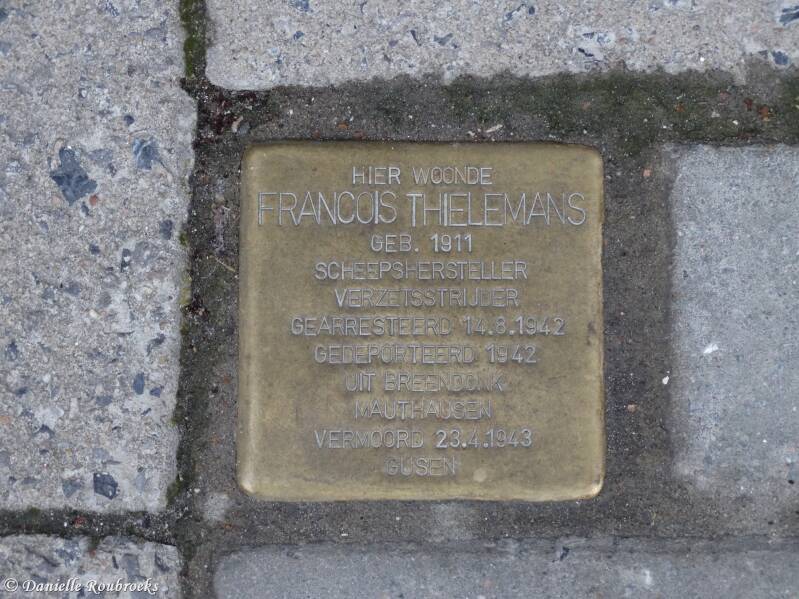 HIER WOONDE
FRANCOIS THIELEMANS
GEB. 1911
SCHEEPSHERSTELLER
VERZETSSTRIJDER
GEARRESTEERD 14.8.1942
GEDEPORTEERD 1942
UIT BREENDONK
MAUTHAUSEN
VERMOORD 23.4.1943
GUSEN
© Danielle Roubroeks